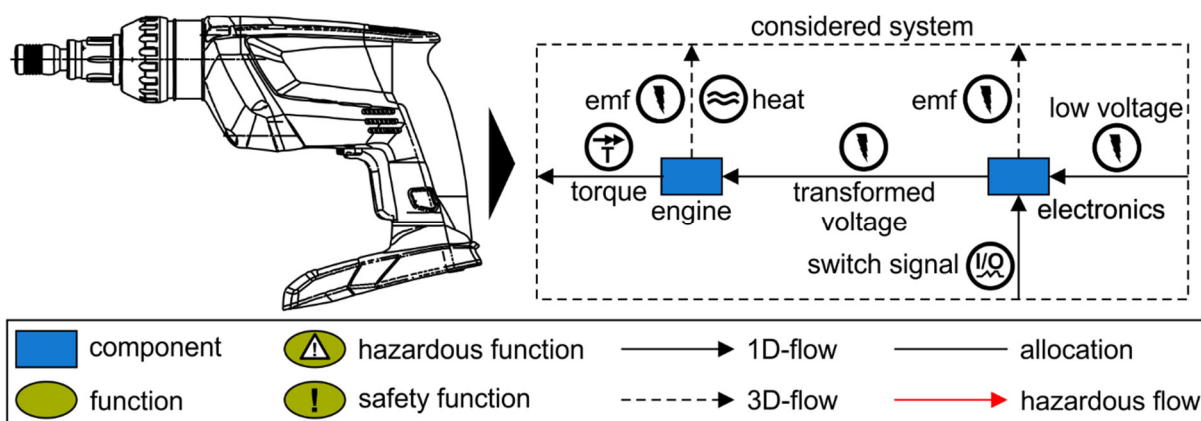 considered system
emf
heat
emf
low voltage
T
torque
engine
transformed
voltage
electronics
switch signal
I/O
component
hazardous function
1D-flow
allocation
function
!
safety function
3D-flow
hazardous flow